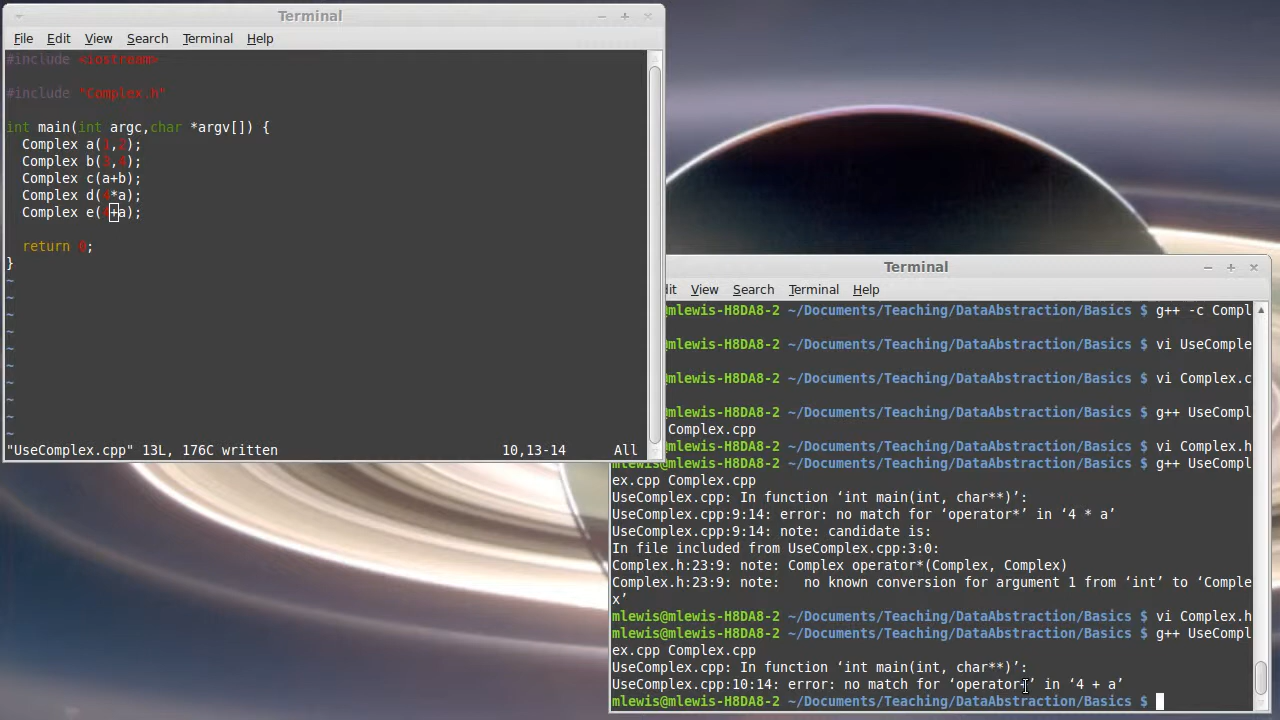 Terminal
File Edit View Search Terminal Help
#include <iostream>
#include "Complex.h"
int main(int argc,char *argv[]) {
Complex a(1,2);
Complex b(3,4);
Complex c(a+b);
Complex d(4*a);
Complex e(4+a);
return 0;
}
~
~
~
~
~
~
~
~
~
~
"UseComplex.cpp" 13L, 176C written 10,13-14 All
Terminal
dit View Search Terminal Help
@mlewis-H8DA8-2 ~/Documents/Teaching/DataAbstraction/Basics $ g++ -c Compl
@mlewis-H8DA8-2 ~/Documents/Teaching/DataAbstraction/Basics $ vi UseComple
@mlewis-H8DA8-2 ~/Documents/Teaching/DataAbstraction/Basics $ vi Complex.c
@mlewis-H8DA8-2 ~/Documents/Teaching/DataAbstraction/Basics $ g++ UseCompl
Complex.cpp
@mlewis-H8DA8-2 ~/Documents/Teaching/DataAbstraction/Basics $ vi Complex.h
mlewis@mlewis-H8DA8-2 ~/Documents/Teaching/DataAbstraction/Basics $ g++ UseCompl
ex.cpp Complex.cpp
UseComplex.cpp: In function ‘int main(int, char**)’:
UseComplex.cpp:9:14: error: no match for ‘operator*’ in ‘4 * a’
UseComplex.cpp:9:14: note: candidate is:
In file included from UseComplex.cpp:3:0:
Complex.h:23:9: note: Complex operator*(Complex, Complex)
Complex.h:23:9: note:   no known conversion for argument 1 from ‘int’ to ‘Comple
x’
mlewis@mlewis-H8DA8-2 ~/Documents/Teaching/DataAbstraction/Basics $ vi Complex.h
mlewis@mlewis-H8DA8-2 ~/Documents/Teaching/DataAbstraction/Basics $ g++ UseCompl
ex.cpp Complex.cpp
UseComplex.cpp: In function ‘int main(int, char**)’:
UseComplex.cpp:10:14: error: no match for ‘operator+’ in ‘4 + a’
mlewis@mlewis-H8DA8-2 ~/Documents/Teaching/DataAbstraction/Basics $